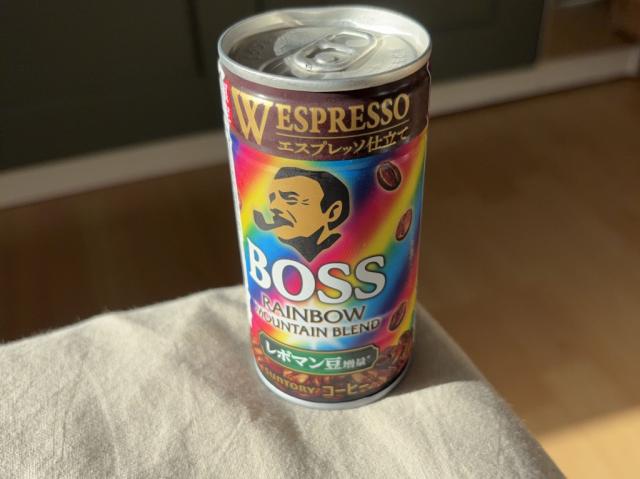 W ESPRESSO
エスプレッソ仕立て
BOSS
RAINBOW
MOUNTAIN BLEND
レボマン豆増量*
SUNTORY コーヒー